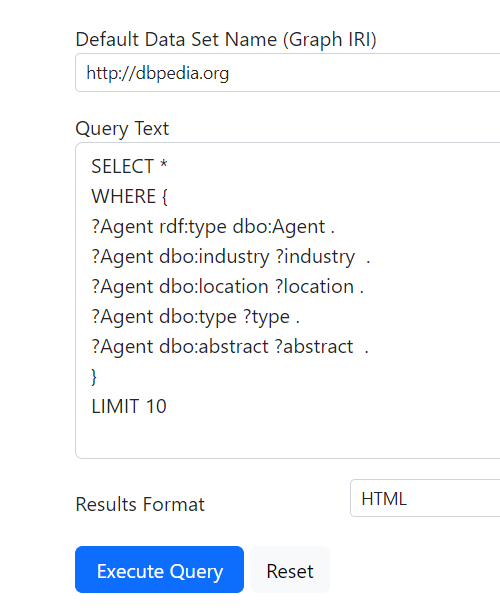 Default Data Set Name (Graph IRI)
http://dbpedia.org
Query Text
SELECT *
WHERE {
?Agent rdf:type dbo:Agent .
?Agent dbo:industry ?industry  .
?Agent dbo:location ?location .
?Agent dbo:type ?type .
?Agent dbo:abstract ?abstract  .
}
LIMIT 10
Results Format
HTML
Execute Query
Reset